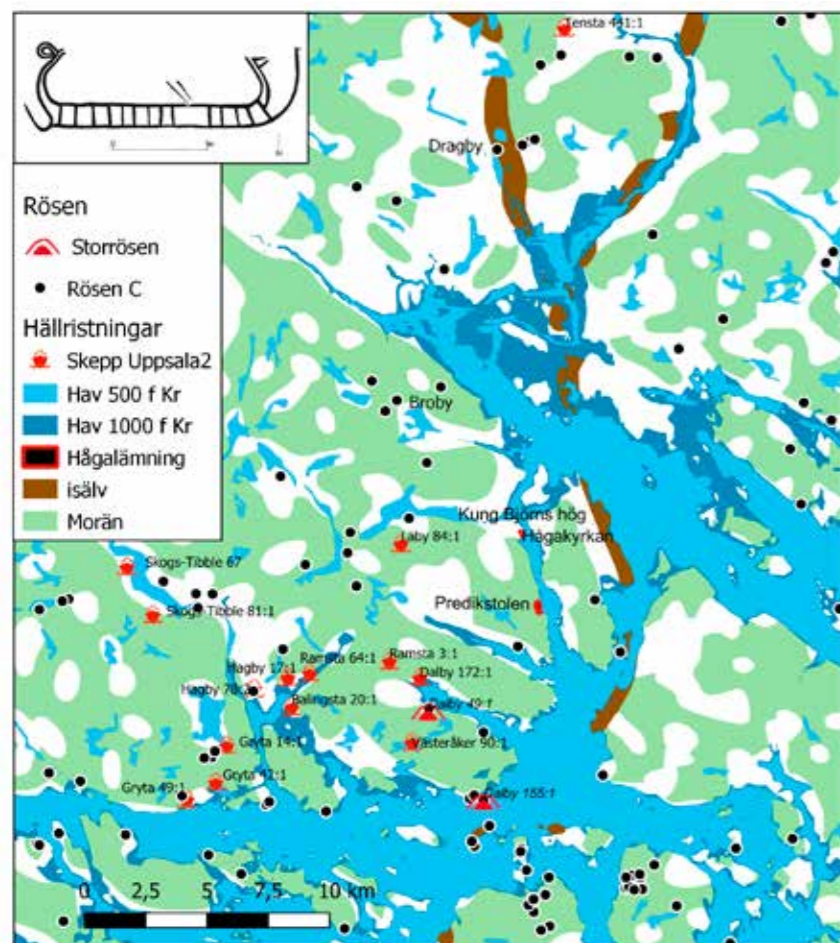 Rösen
Storrösen
Rösen C
Hällristningar
Skepp Uppsala2
Hav 500 f Kr
Hav 1000 f Kr
Hågalämning
isälv
Morän
Tensta 441:1
Dragby
Broby
Kung Björns hög
Hågakyrkan
Läby 84:1
Skogs-Tibble 67
Predikstolen
Skogs-Tibble 81:1
Ramsta 3:1
Ramsta 64:1
Hagby 17:1
Dalby 172:1
Hagby
Balingsta 20:1
Dalby 49:1
Gryta 14:1
Västeråker 90:1
Gryta 42:1
Gryta 49:1
Dalby 155:1
0 2,5 5 7,5 10 km